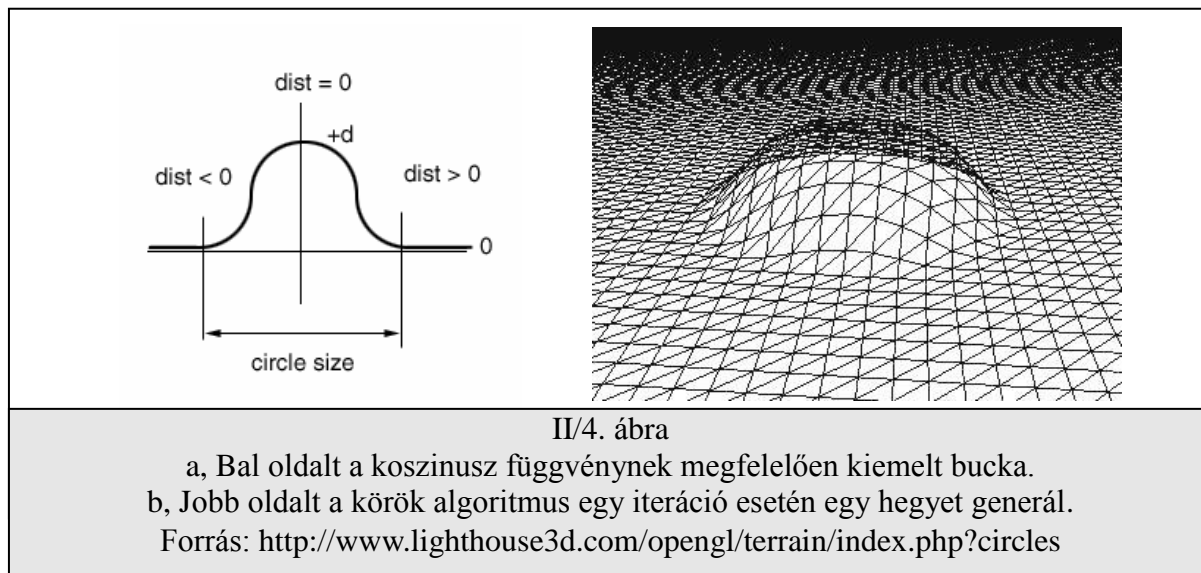 dist = 0
+d
dist < 0
dist > 0
0
circle size
II/4. ábra
a, Bal oldalt a koszinusz függvénynek megfelelően kiemelt bucka.
b, Jobb oldalt a körök algoritmus egy iteráció esetén egy hegyet generál.
Forrás: http://www.lighthouse3d.com/opengl/terrain/index.php?circles